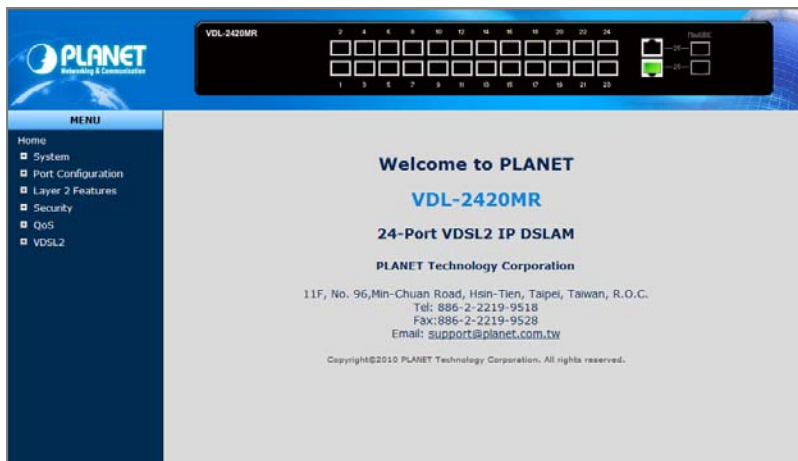 PLANET
Networking & Communication
VDL-2420MR
2 4 6 8 10 12 14 16 18 20 22 24
1 3 5 7 9 11 13 15 17 19 21 23
MiniGBIC
MENU
Home
System
Port Configuration
Layer 2 Features
Security
QoS
VDSL2
Welcome to PLANET
VDL-2420MR
24-Port VDSL2 IP DSLAM
PLANET Technology Corporation
11F, No. 96,Min-Chuan Road, Hsin-Tien, Taipei, Taiwan, R.O.C.
Tel: 886-2-2219-9518
Fax:886-2-2219-9528
Email: support@planet.com.tw
Copyright©2010 PLANET Technology Corporation. All rights reserved.